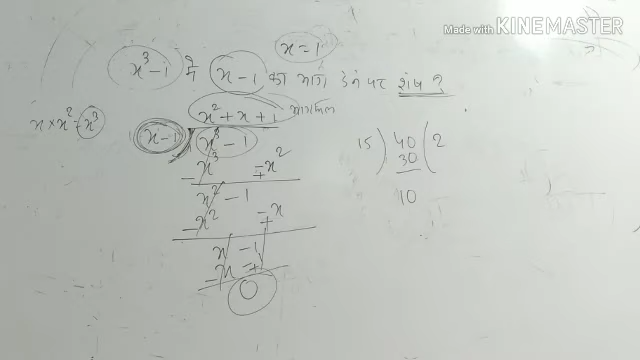 Made with KINEMASTER
x = 1
x³ - 1 में x - 1 का भाग देने पर शेष ?
x² + x + 1 भागफल
x × x² = x³
x - 1 ) x³ - 1
- x³ -+ x²
x² - 1
- x² -+ x
x - 1
- x -+ 1
0
15 ) 40 ( 2
30
10